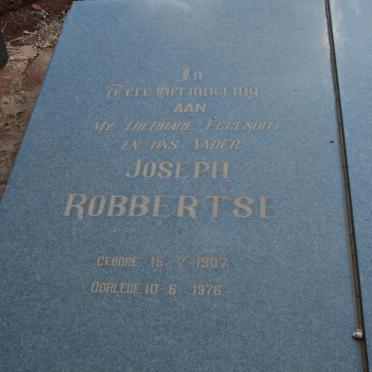 In
Tere Herinnering
AAN
MY DIERBARE EGGENOOT
EN ONS VADER
JOSEPH
ROBBERTSE
GEBORE 15-7-1907
OORLEDE 10-6 1976